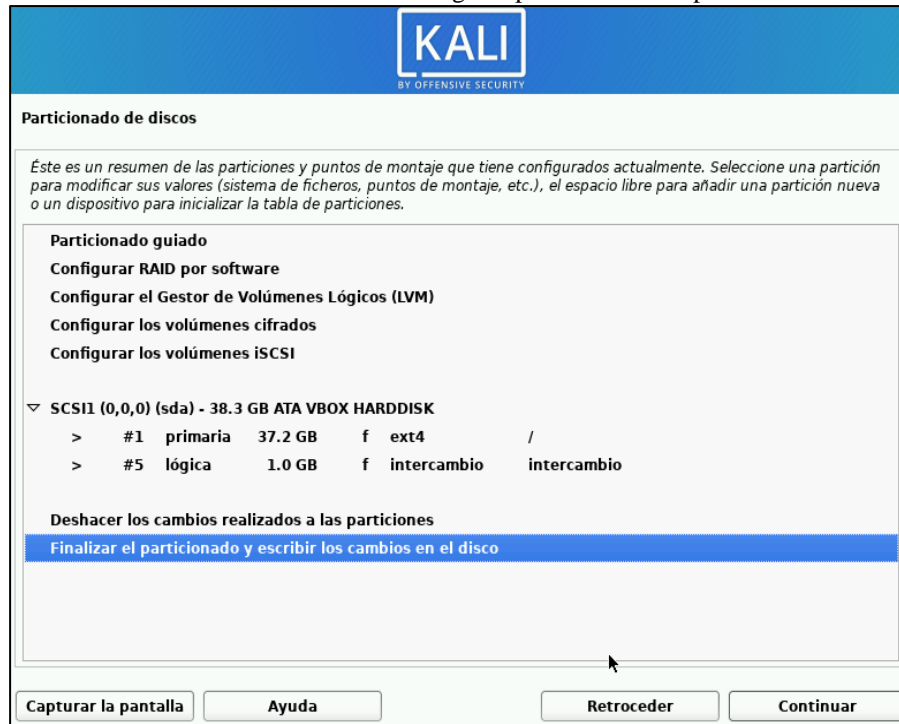 KALI
BY OFFENSIVE SECURITY
Particionado de discos
Éste es un resumen de las particiones y puntos de montaje que tiene configurados actualmente. Seleccione una partición
para modificar sus valores (sistema de ficheros, puntos de montaje, etc.), el espacio libre para añadir una partición nueva
o un dispositivo para inicializar la tabla de particiones.
Particionado guiado
Configurar RAID por software
Configurar el Gestor de Volúmenes Lógicos (LVM)
Configurar los volúmenes cifrados
Configurar los volúmenes iSCSI
SCSI1 (0,0,0) (sda) - 38.3 GB ATA VBOX HARDDISK
> #1 primaria 37.2 GB f ext4 /
> #5 lógica 1.0 GB f intercambio intercambio
Deshacer los cambios realizados a las particiones
Finalizar el particionado y escribir los cambios en el disco
Capturar la pantalla Ayuda Retroceder Continuar